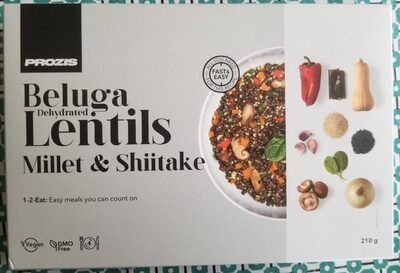 PROZIS
Beluga
Dehydrated
Lentils
Millet & Shiitake
FAST &
EASY
1-2-Eat: Easy meals you can count on
Vegan
GMO
Free
4
210 g